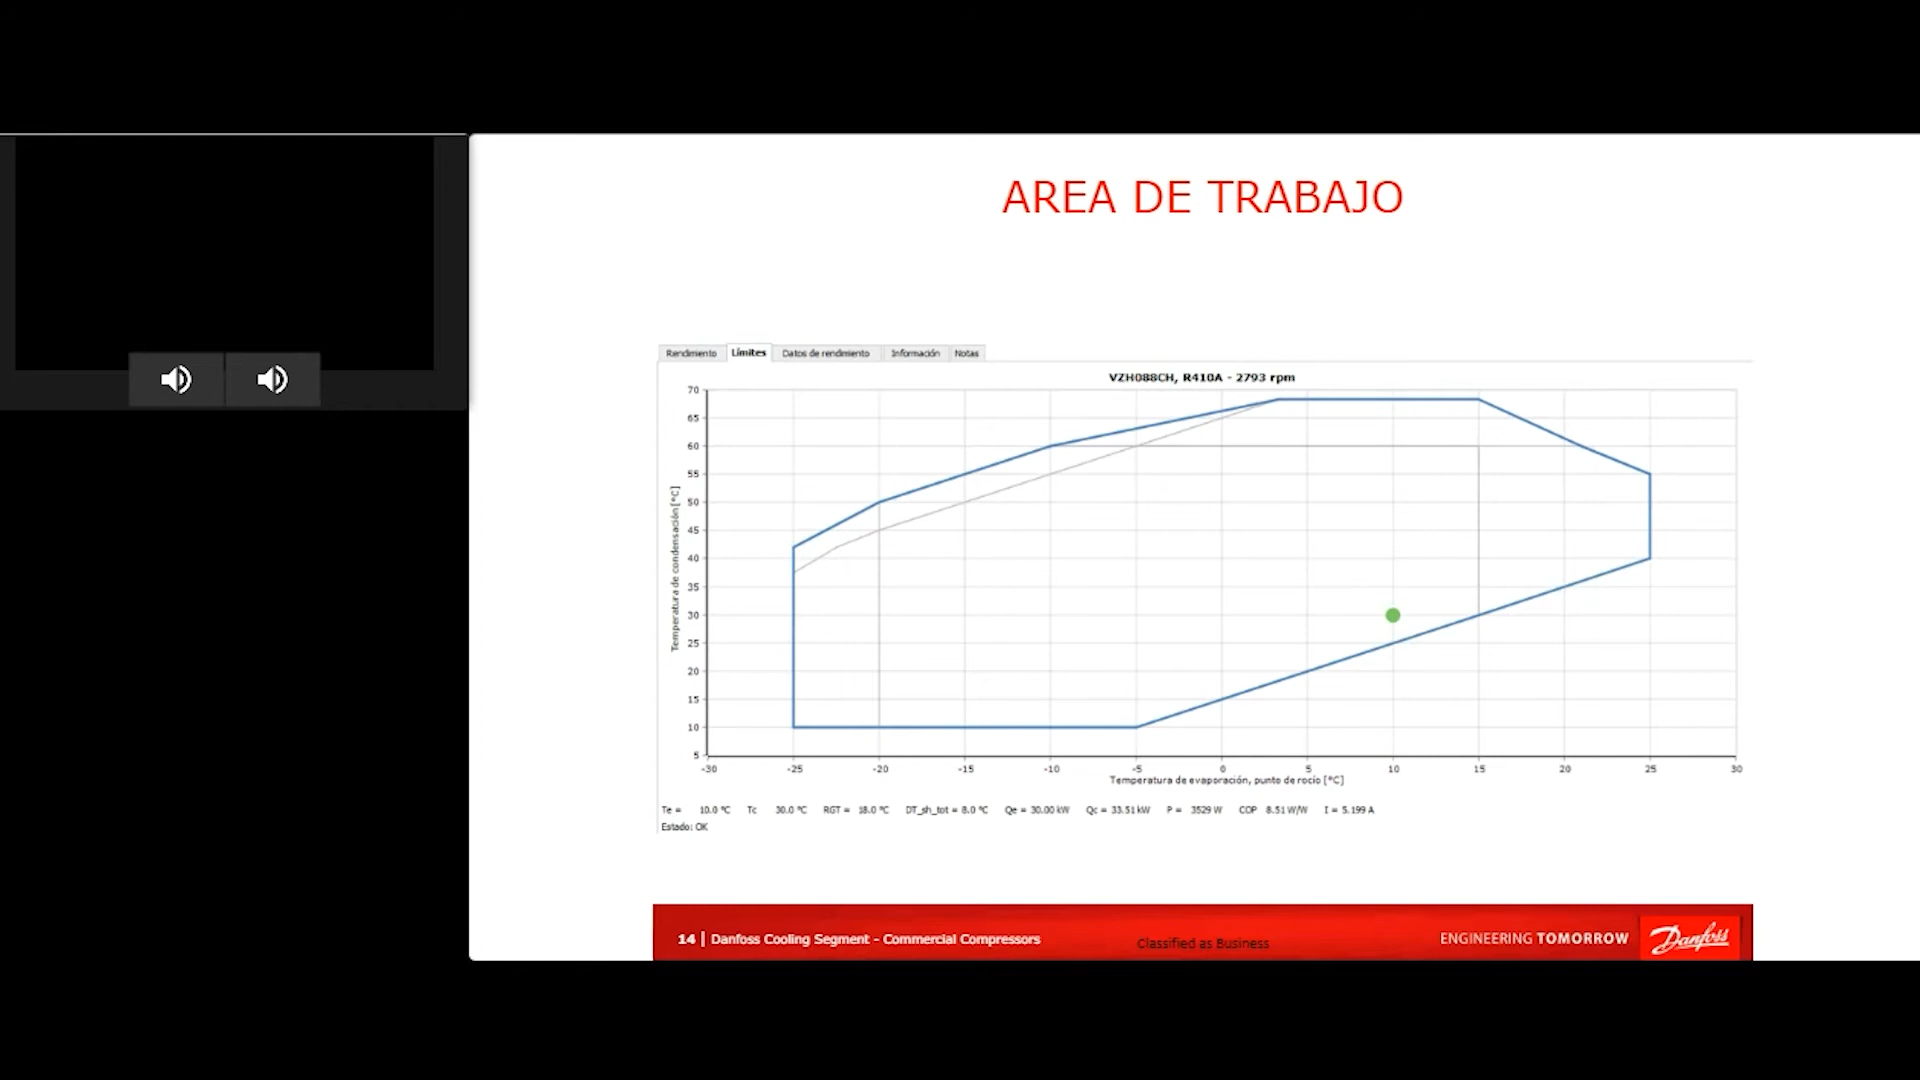 AREA DE TRABAJO
Rendimiento Límites Datos de rendimiento Información Notas
VZH088CH, R410A - 2793 rpm
70
65
60
55
50
45
40
35
30
25
20
15
10
5
Temperatura de condensación [°C]
-30 -25 -20 -15 -10 -5 0 5 10 15 20 25 30
Temperatura de evaporación, punto de rocío [°C]
Te = 10.0 °C Tc 30.0 °C RGT = 18.0 °C DT_sh_tot = 8.0 °C Qe = 30.00 kW Qc = 33.51 kW P = 3529 W COP 8.51 W/W I = 5.199 A
Estado: OK
14 | Danfoss Cooling Segment - Commercial Compressors
Classified as Business
ENGINEERING TOMORROW
Danfoss